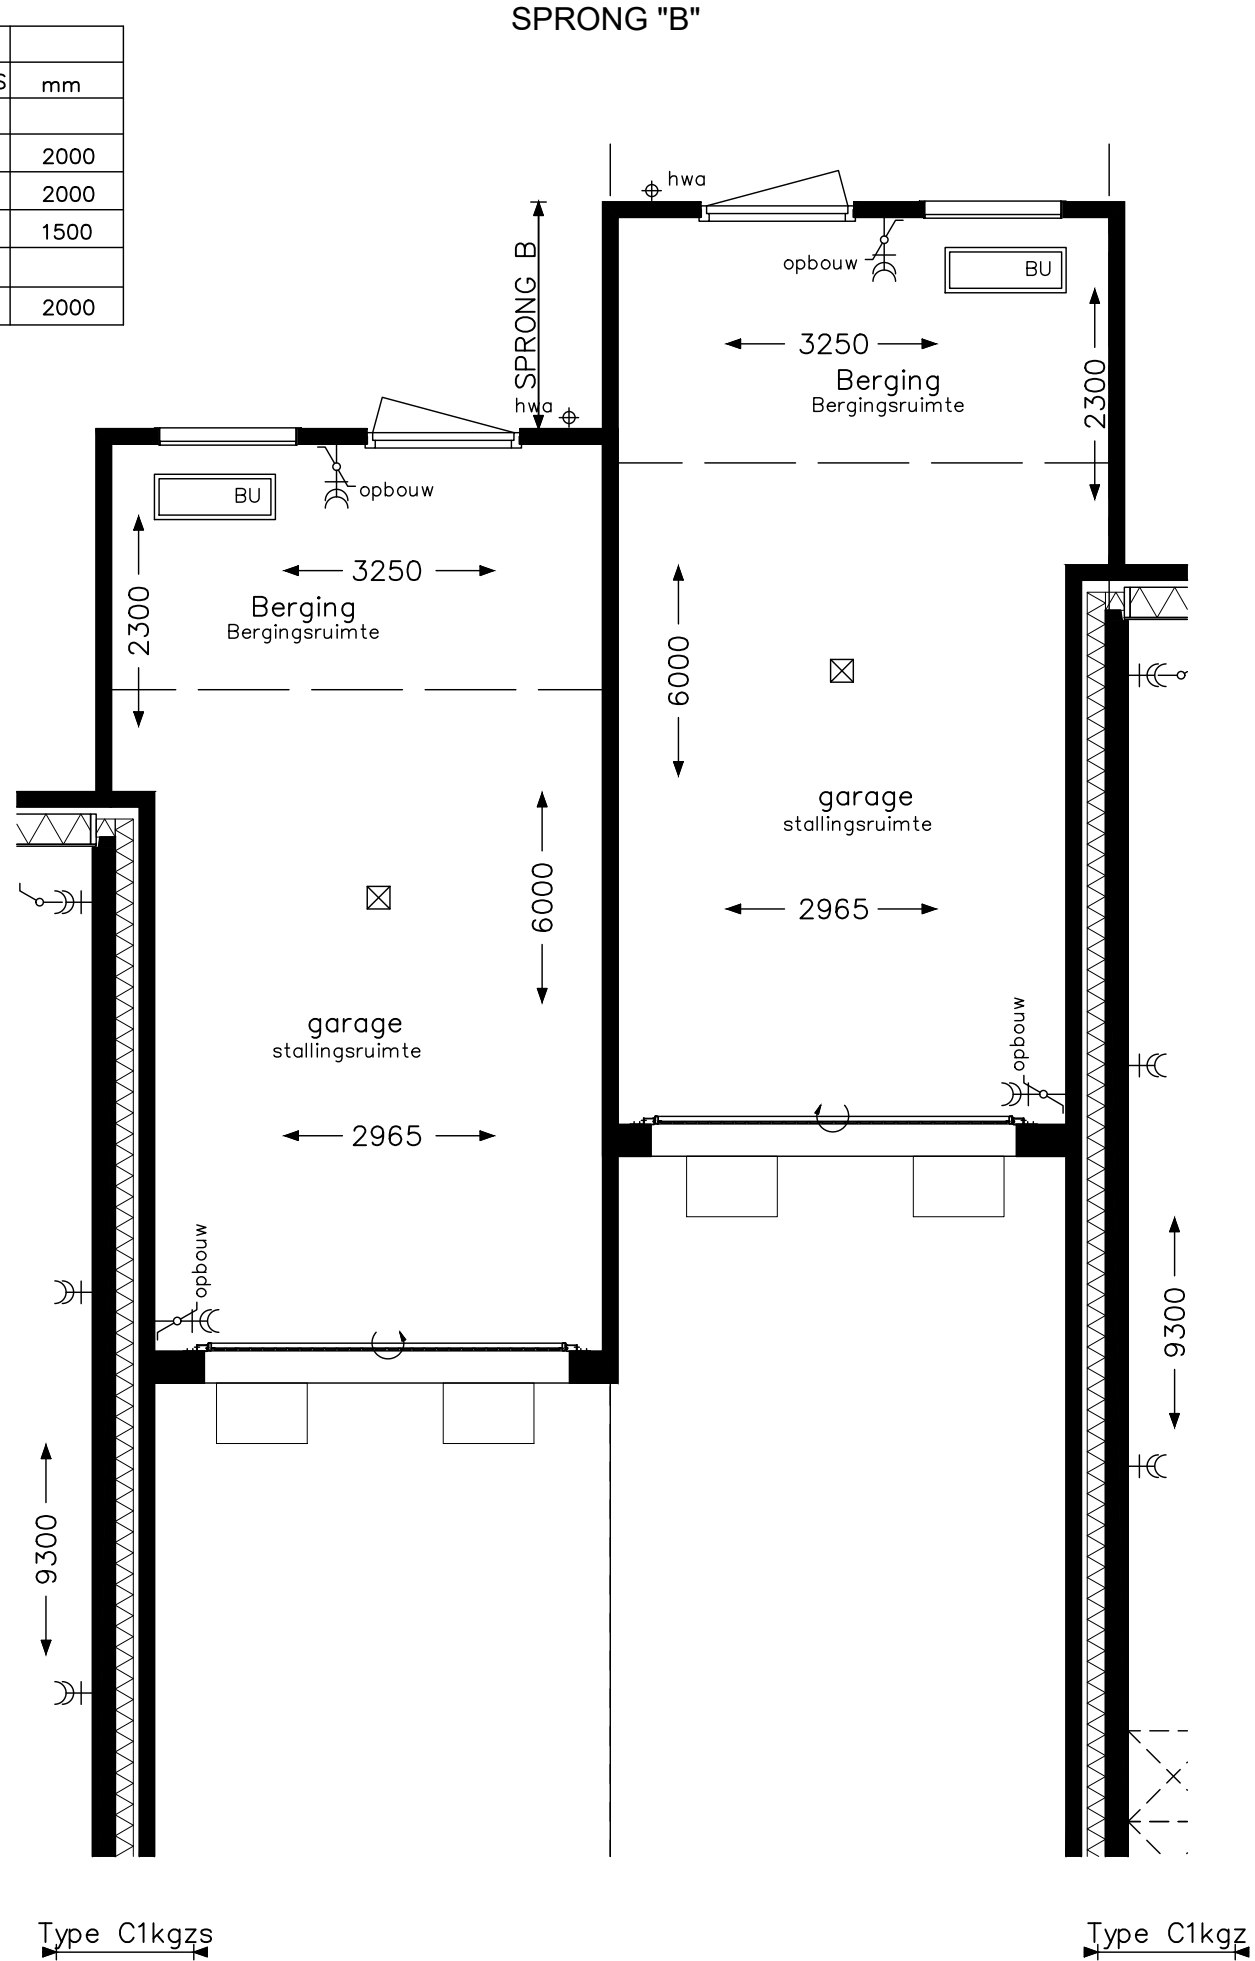 SPRONG "B"
S mm
2000
2000
1500
2000
hwa
opbouw
BU
SPRONG B
3250
Berging
Bergingsruimte
2300
hwa
BU
opbouw
3250
Berging
Bergingsruimte
2300
6000
garage
stallingsruimte
2965
opbouw
6000
garage
stallingsruimte
2965
opbouw
9300
9300
Type C1kgzs
Type C1kgz